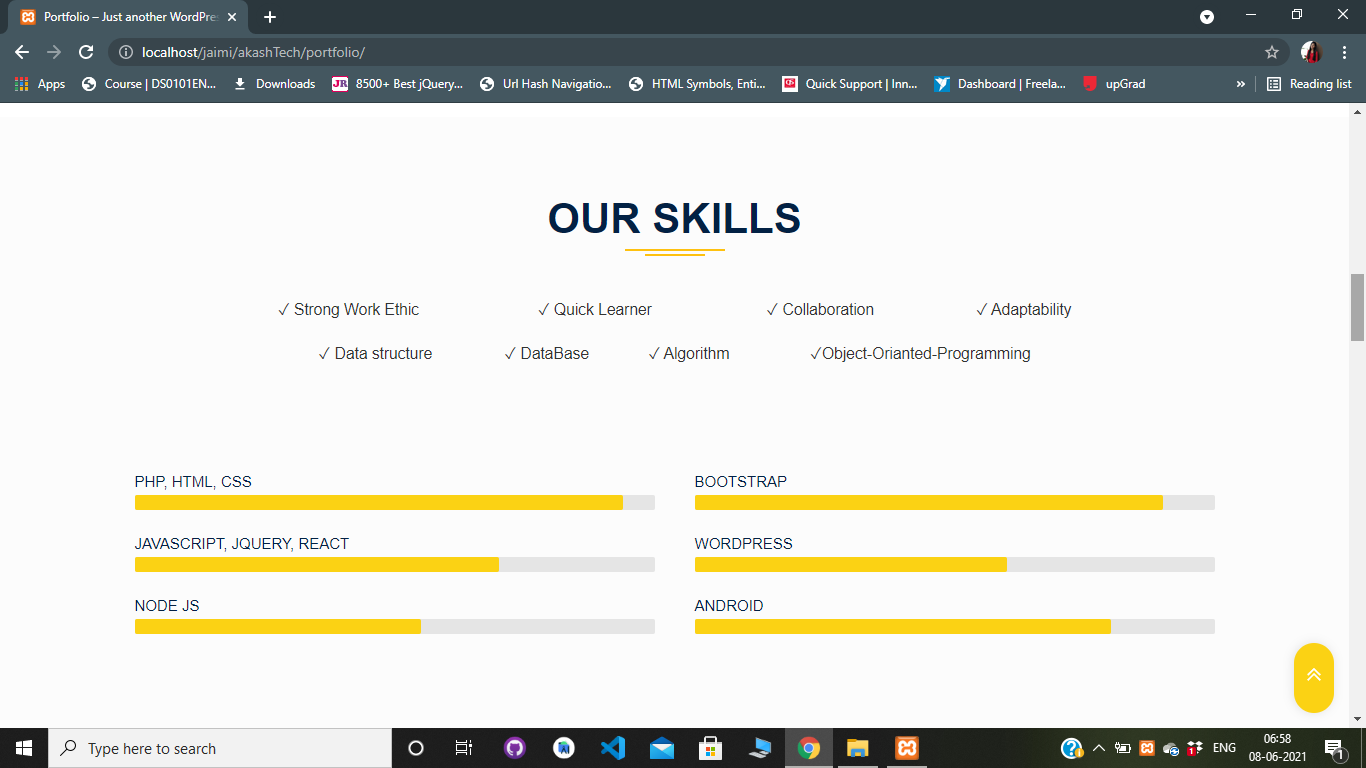 Portfolio – Just another WordPres
localhost/jaimi/akashTech/portfolio/
Apps Course | DS0101EN... Downloads JR 8500+ Best jQuery... Url Hash Navigatio... HTML Symbols, Enti... Quick Support | Inn... Dashboard | Freela... upGrad » Reading list
OUR SKILLS
✓ Strong Work Ethic ✓ Quick Learner ✓ Collaboration ✓ Adaptability
✓ Data structure ✓ DataBase ✓ Algorithm ✓Object-Orianted-Programming
PHP, HTML, CSS BOOTSTRAP
JAVASCRIPT, JQUERY, REACT WORDPRESS
NODE JS ANDROID
Type here to search ENG 06:58
08-06-2021 1